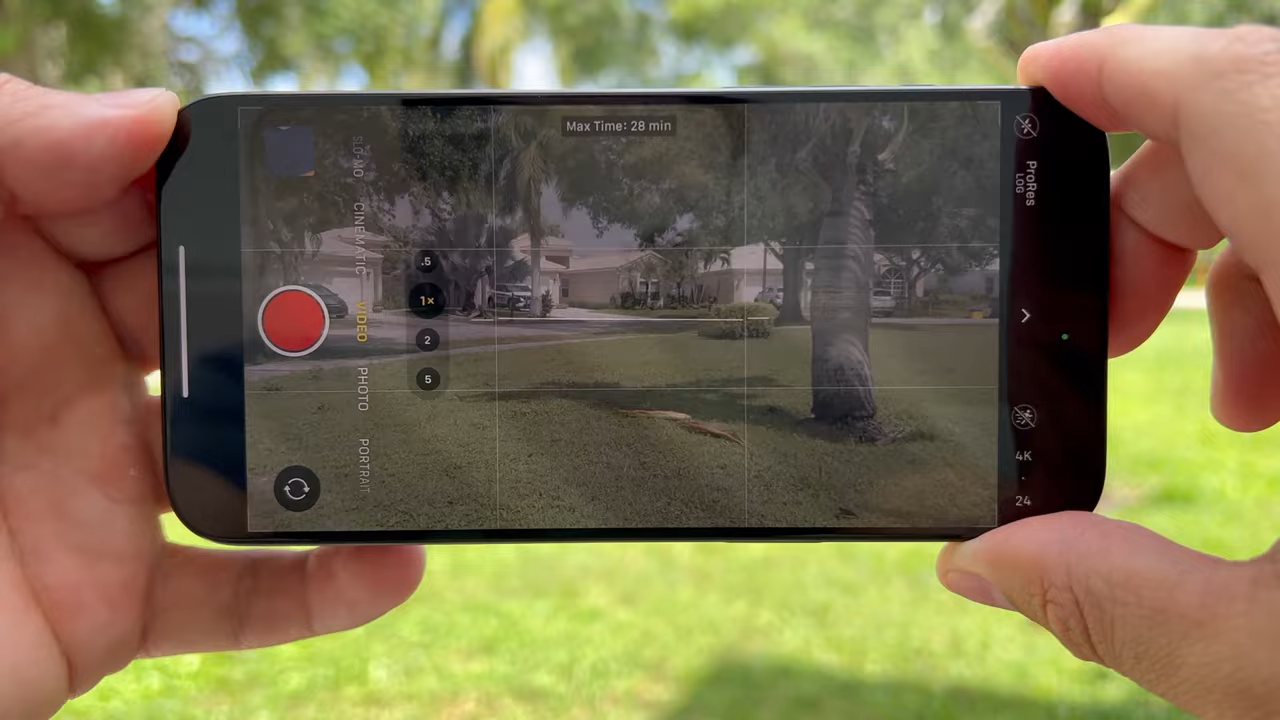 Max Time: 28 min
SLO-MO
CINEMATIC
VIDEO
PHOTO
PORTRAIT
.5
1×
2
5
ProRes
LOG
4K
·
24